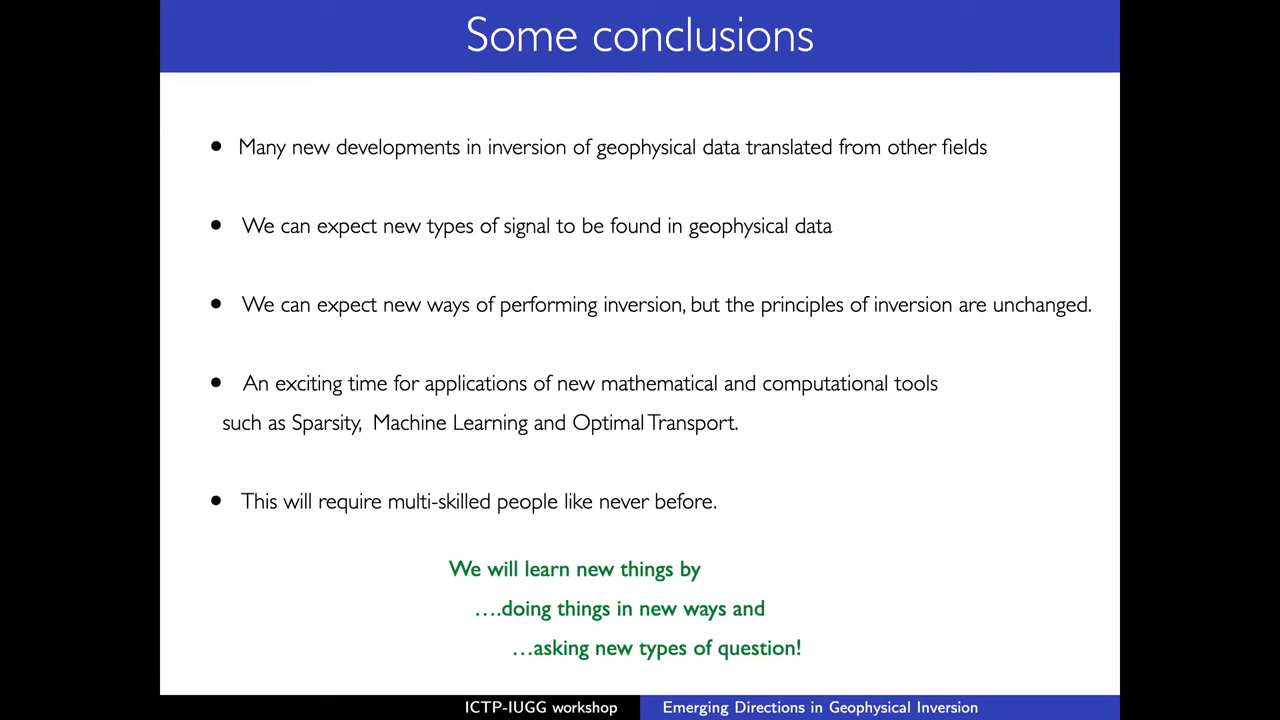 Some conclusions
• Many new developments in inversion of geophysical data translated from other fields
• We can expect new types of signal to be found in geophysical data
• We can expect new ways of performing inversion, but the principles of inversion are unchanged.
• An exciting time for applications of new mathematical and computational tools
such as Sparsity, Machine Learning and Optimal Transport.
• This will require multi-skilled people like never before.
We will learn new things by
....doing things in new ways and
...asking new types of question!
ICTP-IUGG workshop Emerging Directions in Geophysical Inversion